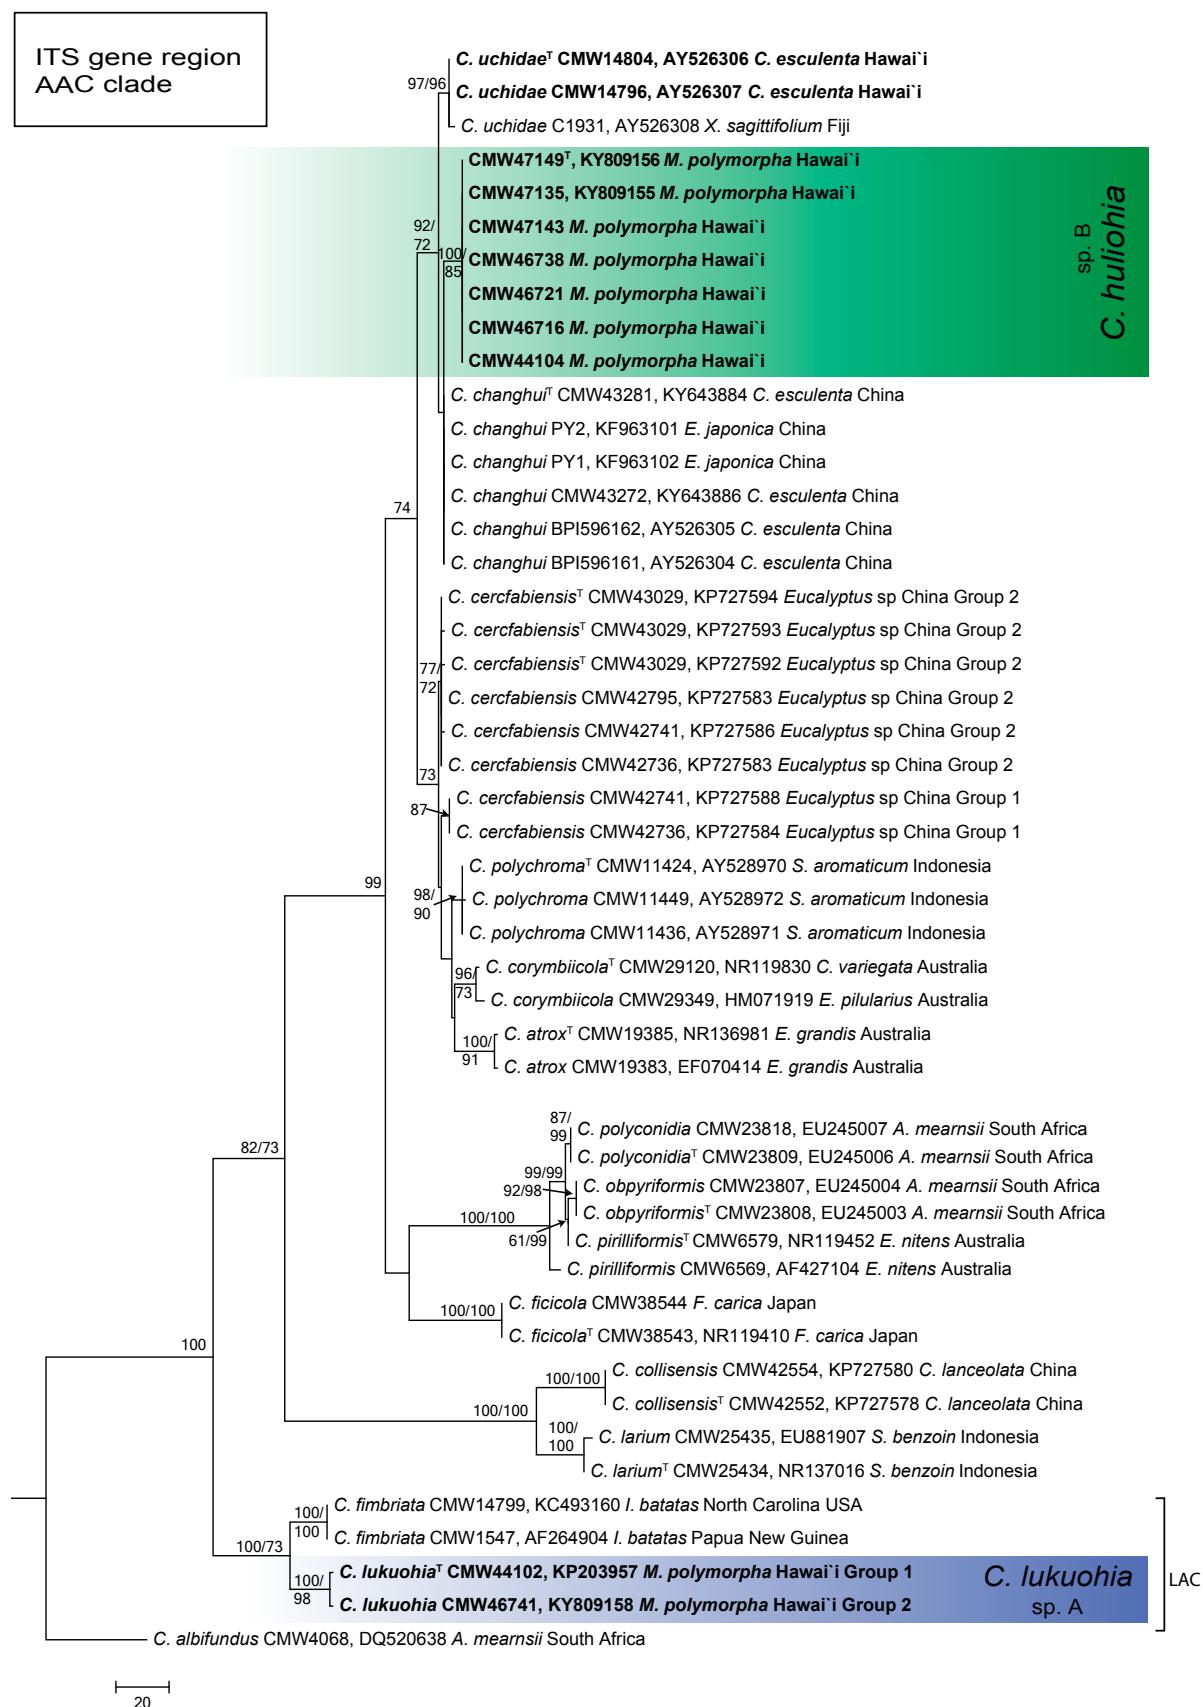 ITS gene region
AAC clade
C. uchidaeᵀ CMW14804, AY526306 C. esculenta Hawai`i
97/96
C. uchidae CMW14796, AY526307 C. esculenta Hawai`i
C. uchidae C1931, AY526308 X. sagittifolium Fiji
CMW47149ᵀ, KY809156 M. polymorpha Hawai`i
CMW47135, KY809155 M. polymorpha Hawai`i
92/
72
CMW47143 M. polymorpha Hawai`i
100/
85
CMW46738 M. polymorpha Hawai`i
CMW46721 M. polymorpha Hawai`i
CMW46716 M. polymorpha Hawai`i
CMW44104 M. polymorpha Hawai`i
sp. B
C. huliohia
C. changhuiᵀ CMW43281, KY643884 C. esculenta China
C. changhui PY2, KF963101 E. japonica China
C. changhui PY1, KF963102 E. japonica China
C. changhui CMW43272, KY643886 C. esculenta China
74
C. changhui BPI596162, AY526305 C. esculenta China
C. changhui BPI596161, AY526304 C. esculenta China
C. cercfabiensisᵀ CMW43029, KP727594 Eucalyptus sp China Group 2
C. cercfabiensisᵀ CMW43029, KP727593 Eucalyptus sp China Group 2
77/
72
C. cercfabiensisᵀ CMW43029, KP727592 Eucalyptus sp China Group 2
C. cercfabiensis CMW42795, KP727583 Eucalyptus sp China Group 2
C. cercfabiensis CMW42741, KP727586 Eucalyptus sp China Group 2
C. cercfabiensis CMW42736, KP727583 Eucalyptus sp China Group 2
73
87
C. cercfabiensis CMW42741, KP727588 Eucalyptus sp China Group 1
C. cercfabiensis CMW42736, KP727584 Eucalyptus sp China Group 1
C. polychromaᵀ CMW11424, AY528970 S. aromaticum Indonesia
99
98/
90
C. polychroma CMW11449, AY528972 S. aromaticum Indonesia
C. polychroma CMW11436, AY528971 S. aromaticum Indonesia
96/
73
C. corymbiicolaᵀ CMW29120, NR119830 C. variegata Australia
C. corymbiicola CMW29349, HM071919 E. pilularius Australia
100/
91
C. atroxᵀ CMW19385, NR136981 E. grandis Australia
C. atrox CMW19383, EF070414 E. grandis Australia
87/
99
C. polyconidia CMW23818, EU245007 A. mearnsii South Africa
82/73
C. polyconidiaᵀ CMW23809, EU245006 A. mearnsii South Africa
99/99
92/98
C. obpyriformis CMW23807, EU245004 A. mearnsii South Africa
C. obpyriformisᵀ CMW23808, EU245003 A. mearnsii South Africa
100/100
61/99
C. pirilliformisᵀ CMW6579, NR119452 E. nitens Australia
C. pirilliformis CMW6569, AF427104 E. nitens Australia
100/100
C. ficicola CMW38544 F. carica Japan
C. ficicolaᵀ CMW38543, NR119410 F. carica Japan
100
C. collisensis CMW42554, KP727580 C. lanceolata China
100/100
C. collisensisᵀ CMW42552, KP727578 C. lanceolata China
100/100
100/
100
C. larium CMW25435, EU881907 S. benzoin Indonesia
C. lariumᵀ CMW25434, NR137016 S. benzoin Indonesia
100/
100
C. fimbriata CMW14799, KC493160 I. batatas North Carolina USA
C. fimbriata CMW1547, AF264904 I. batatas Papua New Guinea
100/73
100/
98
C. lukuohiaᵀ CMW44102, KP203957 M. polymorpha Hawai`i Group 1
C. lukuohia CMW46741, KY809158 M. polymorpha Hawai`i Group 2
C. lukuohia
sp. A
LAC
C. albifundus CMW4068, DQ520638 A. mearnsii South Africa
20